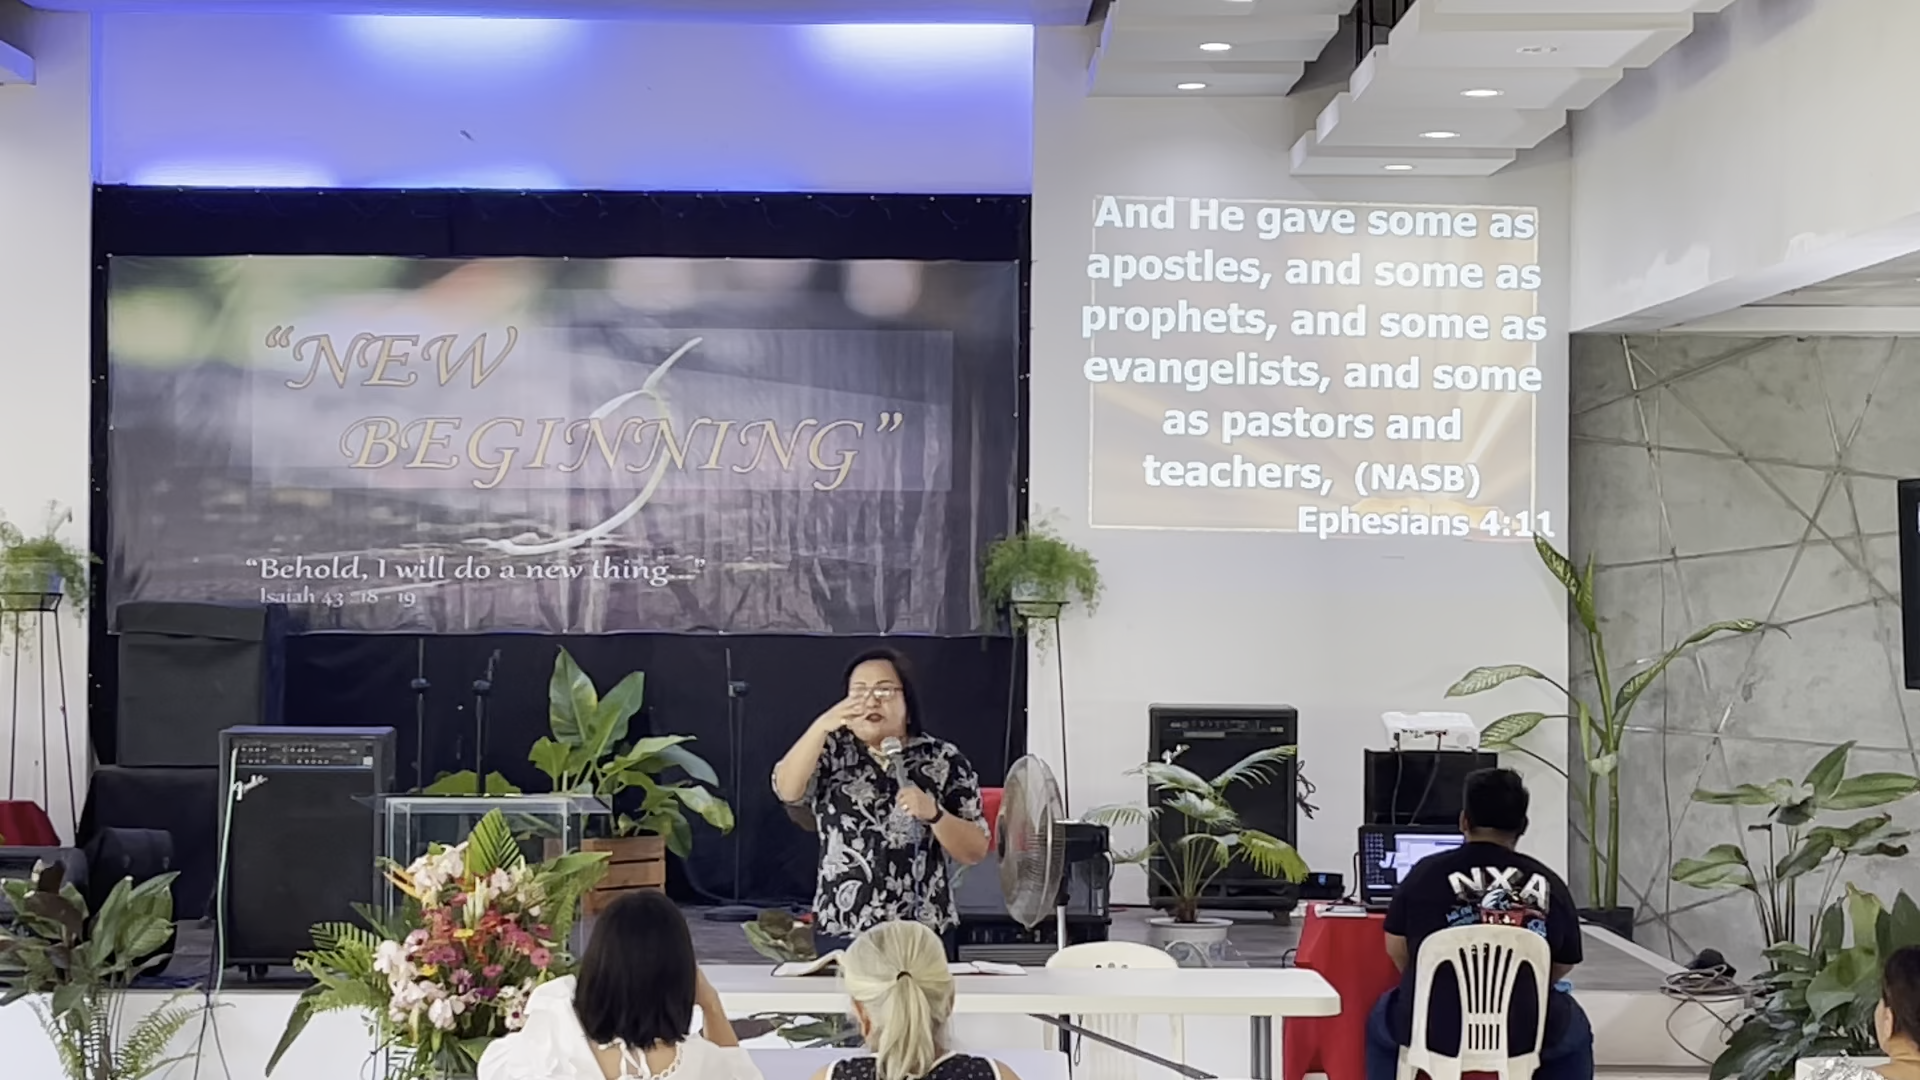 “NEW
BEGINNING”
“Behold, I will do a new thing...”
Isaiah 43 :18 - 19
And He gave some as
apostles, and some as
prophets, and some as
evangelists, and some
as pastors and
teachers, (NASB)
Ephesians 4:11
Fender
NXA